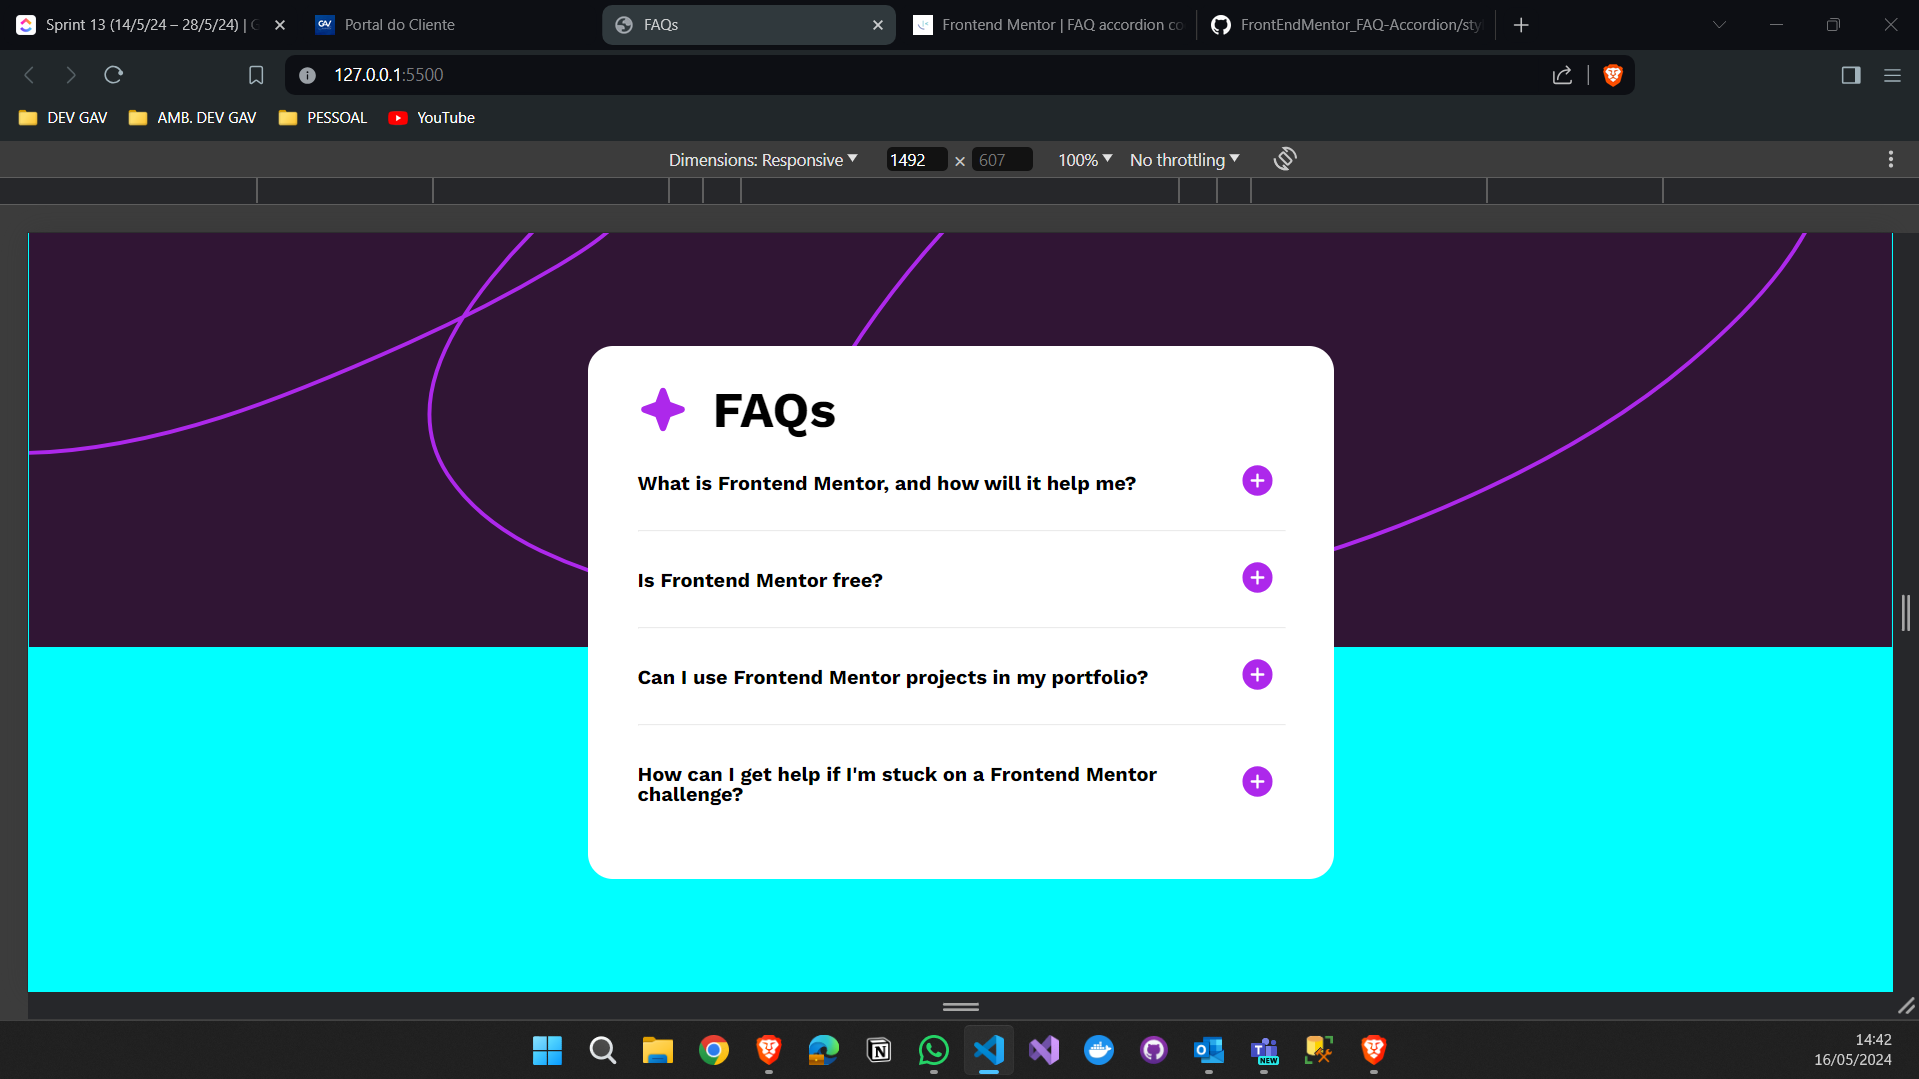 Sprint 13 (14/5/24 – 28/5/24) | G
Portal do Cliente
FAQs
Frontend Mentor | FAQ accordion co
FrontEndMentor_FAQ-Accordion/sty
127.0.0.1:5500
DEV GAV
AMB. DEV GAV
PESSOAL
YouTube
Dimensions: Responsive
1492 × 607
100%
No throttling
FAQs
What is Frontend Mentor, and how will it help me?
Is Frontend Mentor free?
Can I use Frontend Mentor projects in my portfolio?
How can I get help if I'm stuck on a Frontend Mentor
challenge?
NEW
14:42
16/05/2024